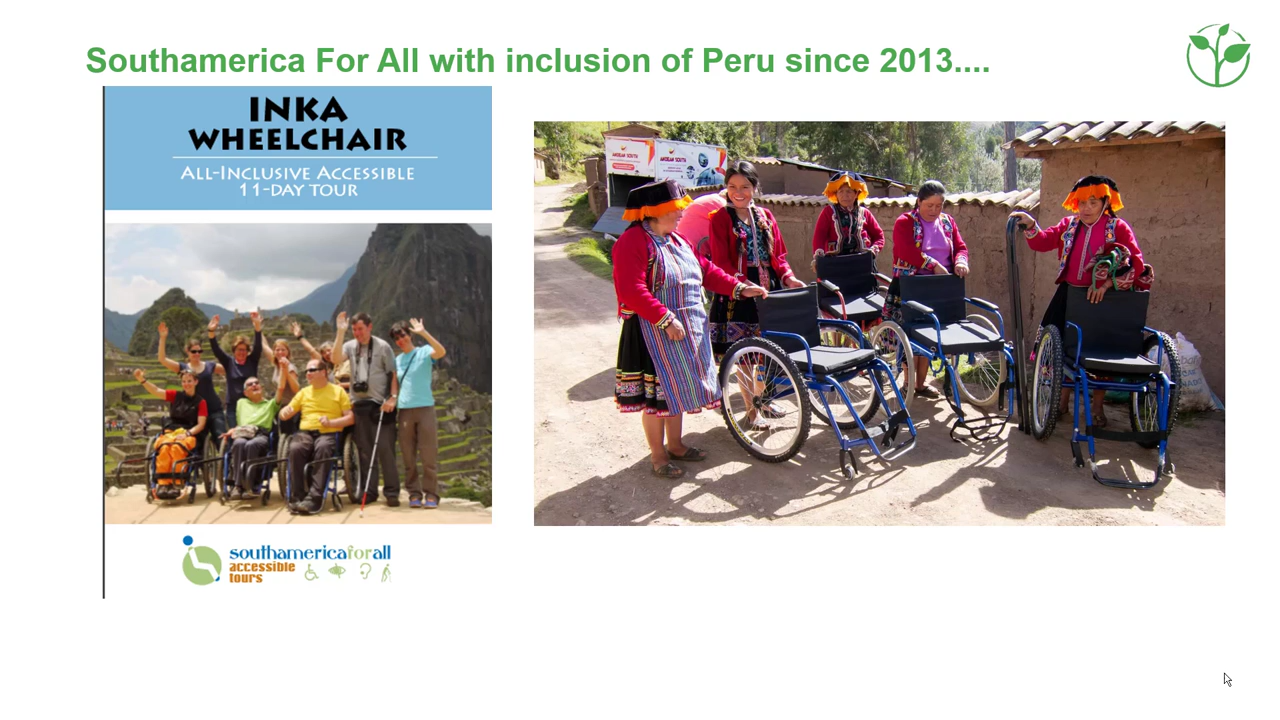 Southamerica For All with inclusion of Peru since 2013....
INKA
WHEELCHAIR
ALL-INCLUSIVE ACCESSIBLE
11-DAY TOUR
southamericaforall
accessible
tours